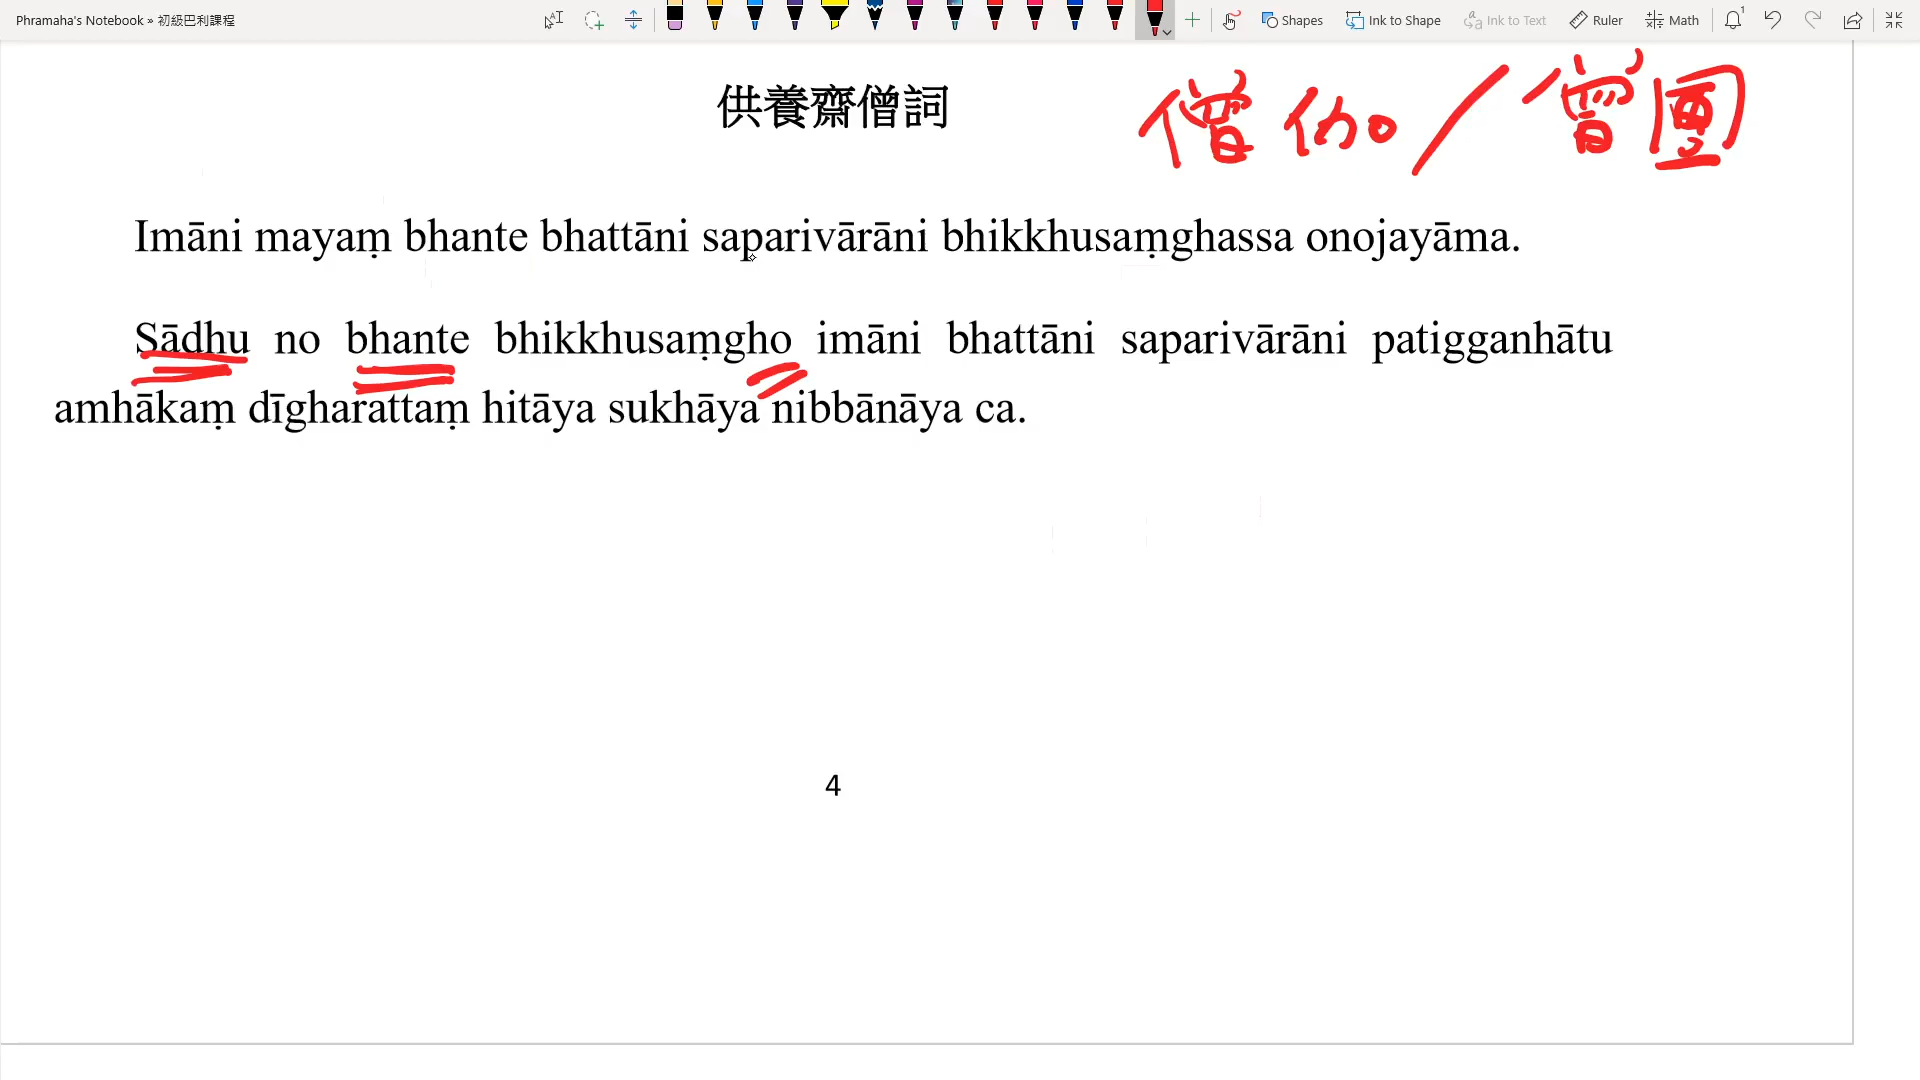 Phramaha's Notebook » 初級巴利課程
Shapes
Ink to Shape
Ink to Text
Ruler
Math
1
供養齋僧詞
僧伽/僧團
Imāni mayaṃ bhante bhattāni saparivārāni bhikkhusaṃghassa onojayāma.
Sādhu no bhante bhikkhusaṃgho imāni bhattāni saparivārāni patigganhātu
amhākaṃ dīgharattaṃ hitāya sukhāya nibbānāya ca.
4